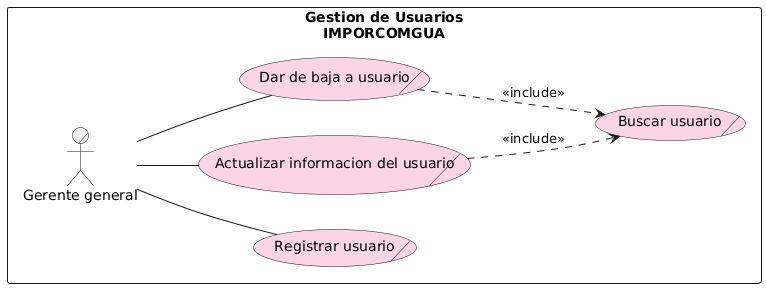 Gestion de Usuarios
IMPORCOMGUA
Dar de baja a usuario
«include»
Buscar usuario
«include»
Actualizar informacion del usuario
Gerente general
Registrar usuario